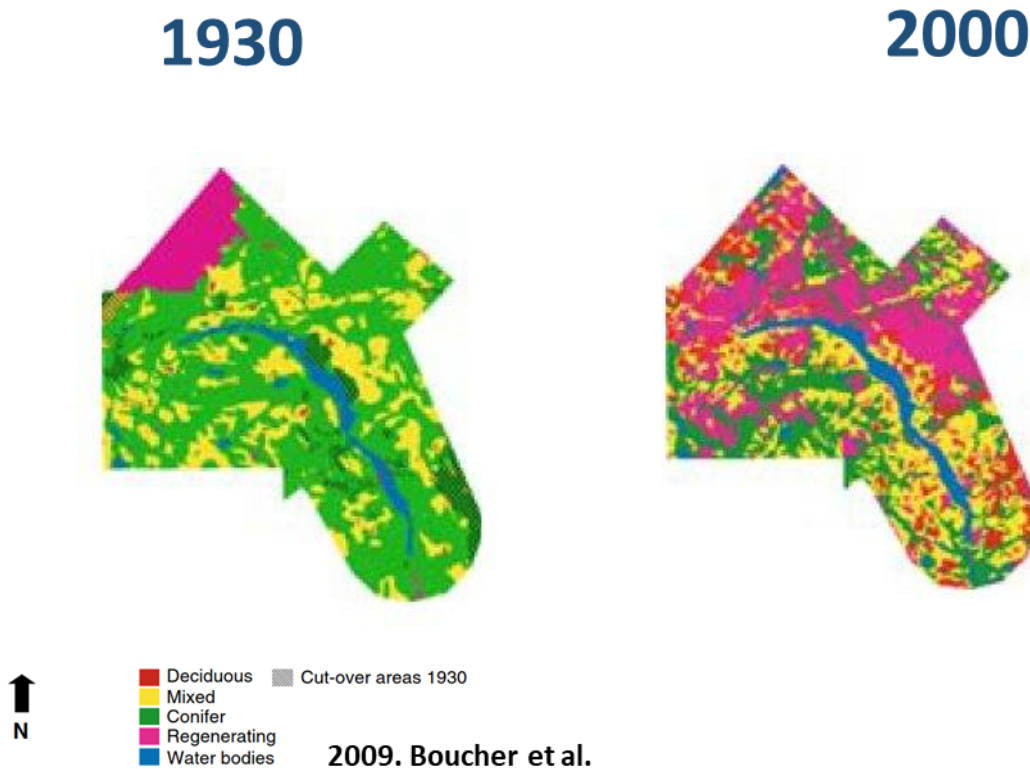 1930
2000
Deciduous
Cut-over areas 1930
Mixed
Conifer
Regenerating
Water bodies
N
2009. Boucher et al.